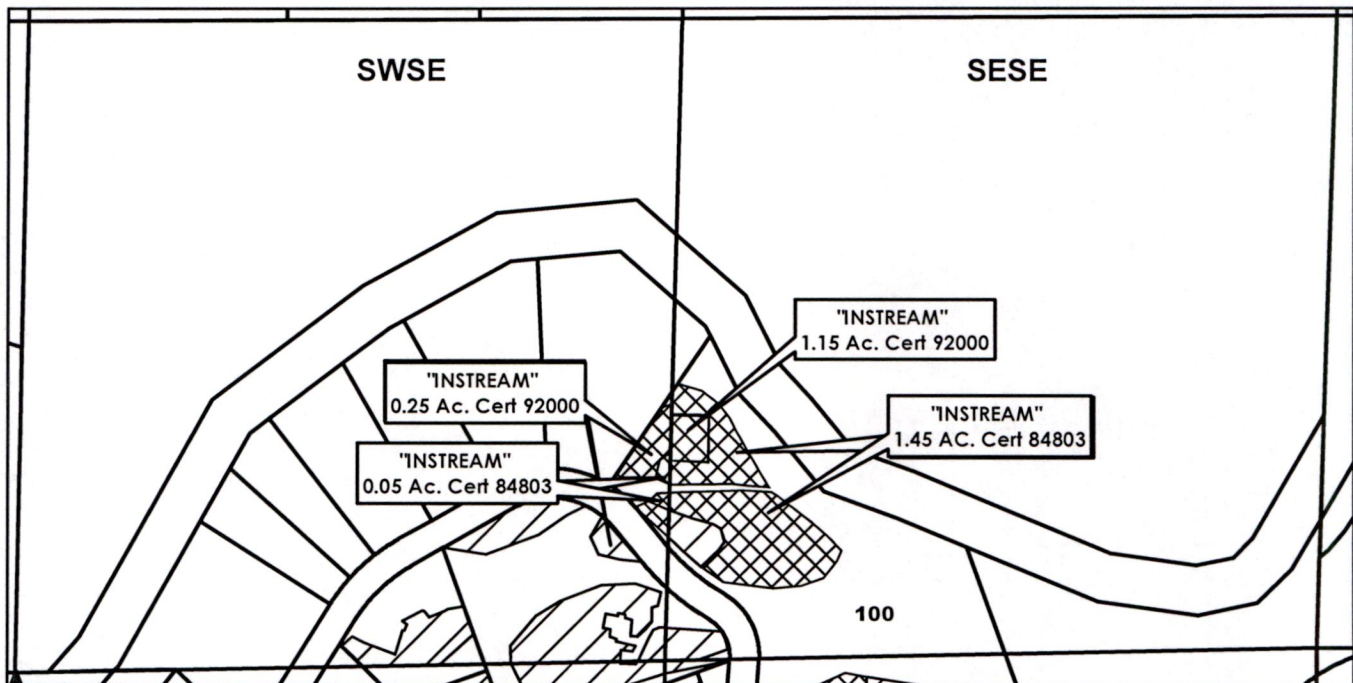 SWSE
SESE
"INSTREAM"
1.15 Ac. Cert 92000
"INSTREAM"
0.25 Ac. Cert 92000
"INSTREAM"
1.45 AC. Cert 84803
"INSTREAM"
0.05 Ac. Cert 84803
100